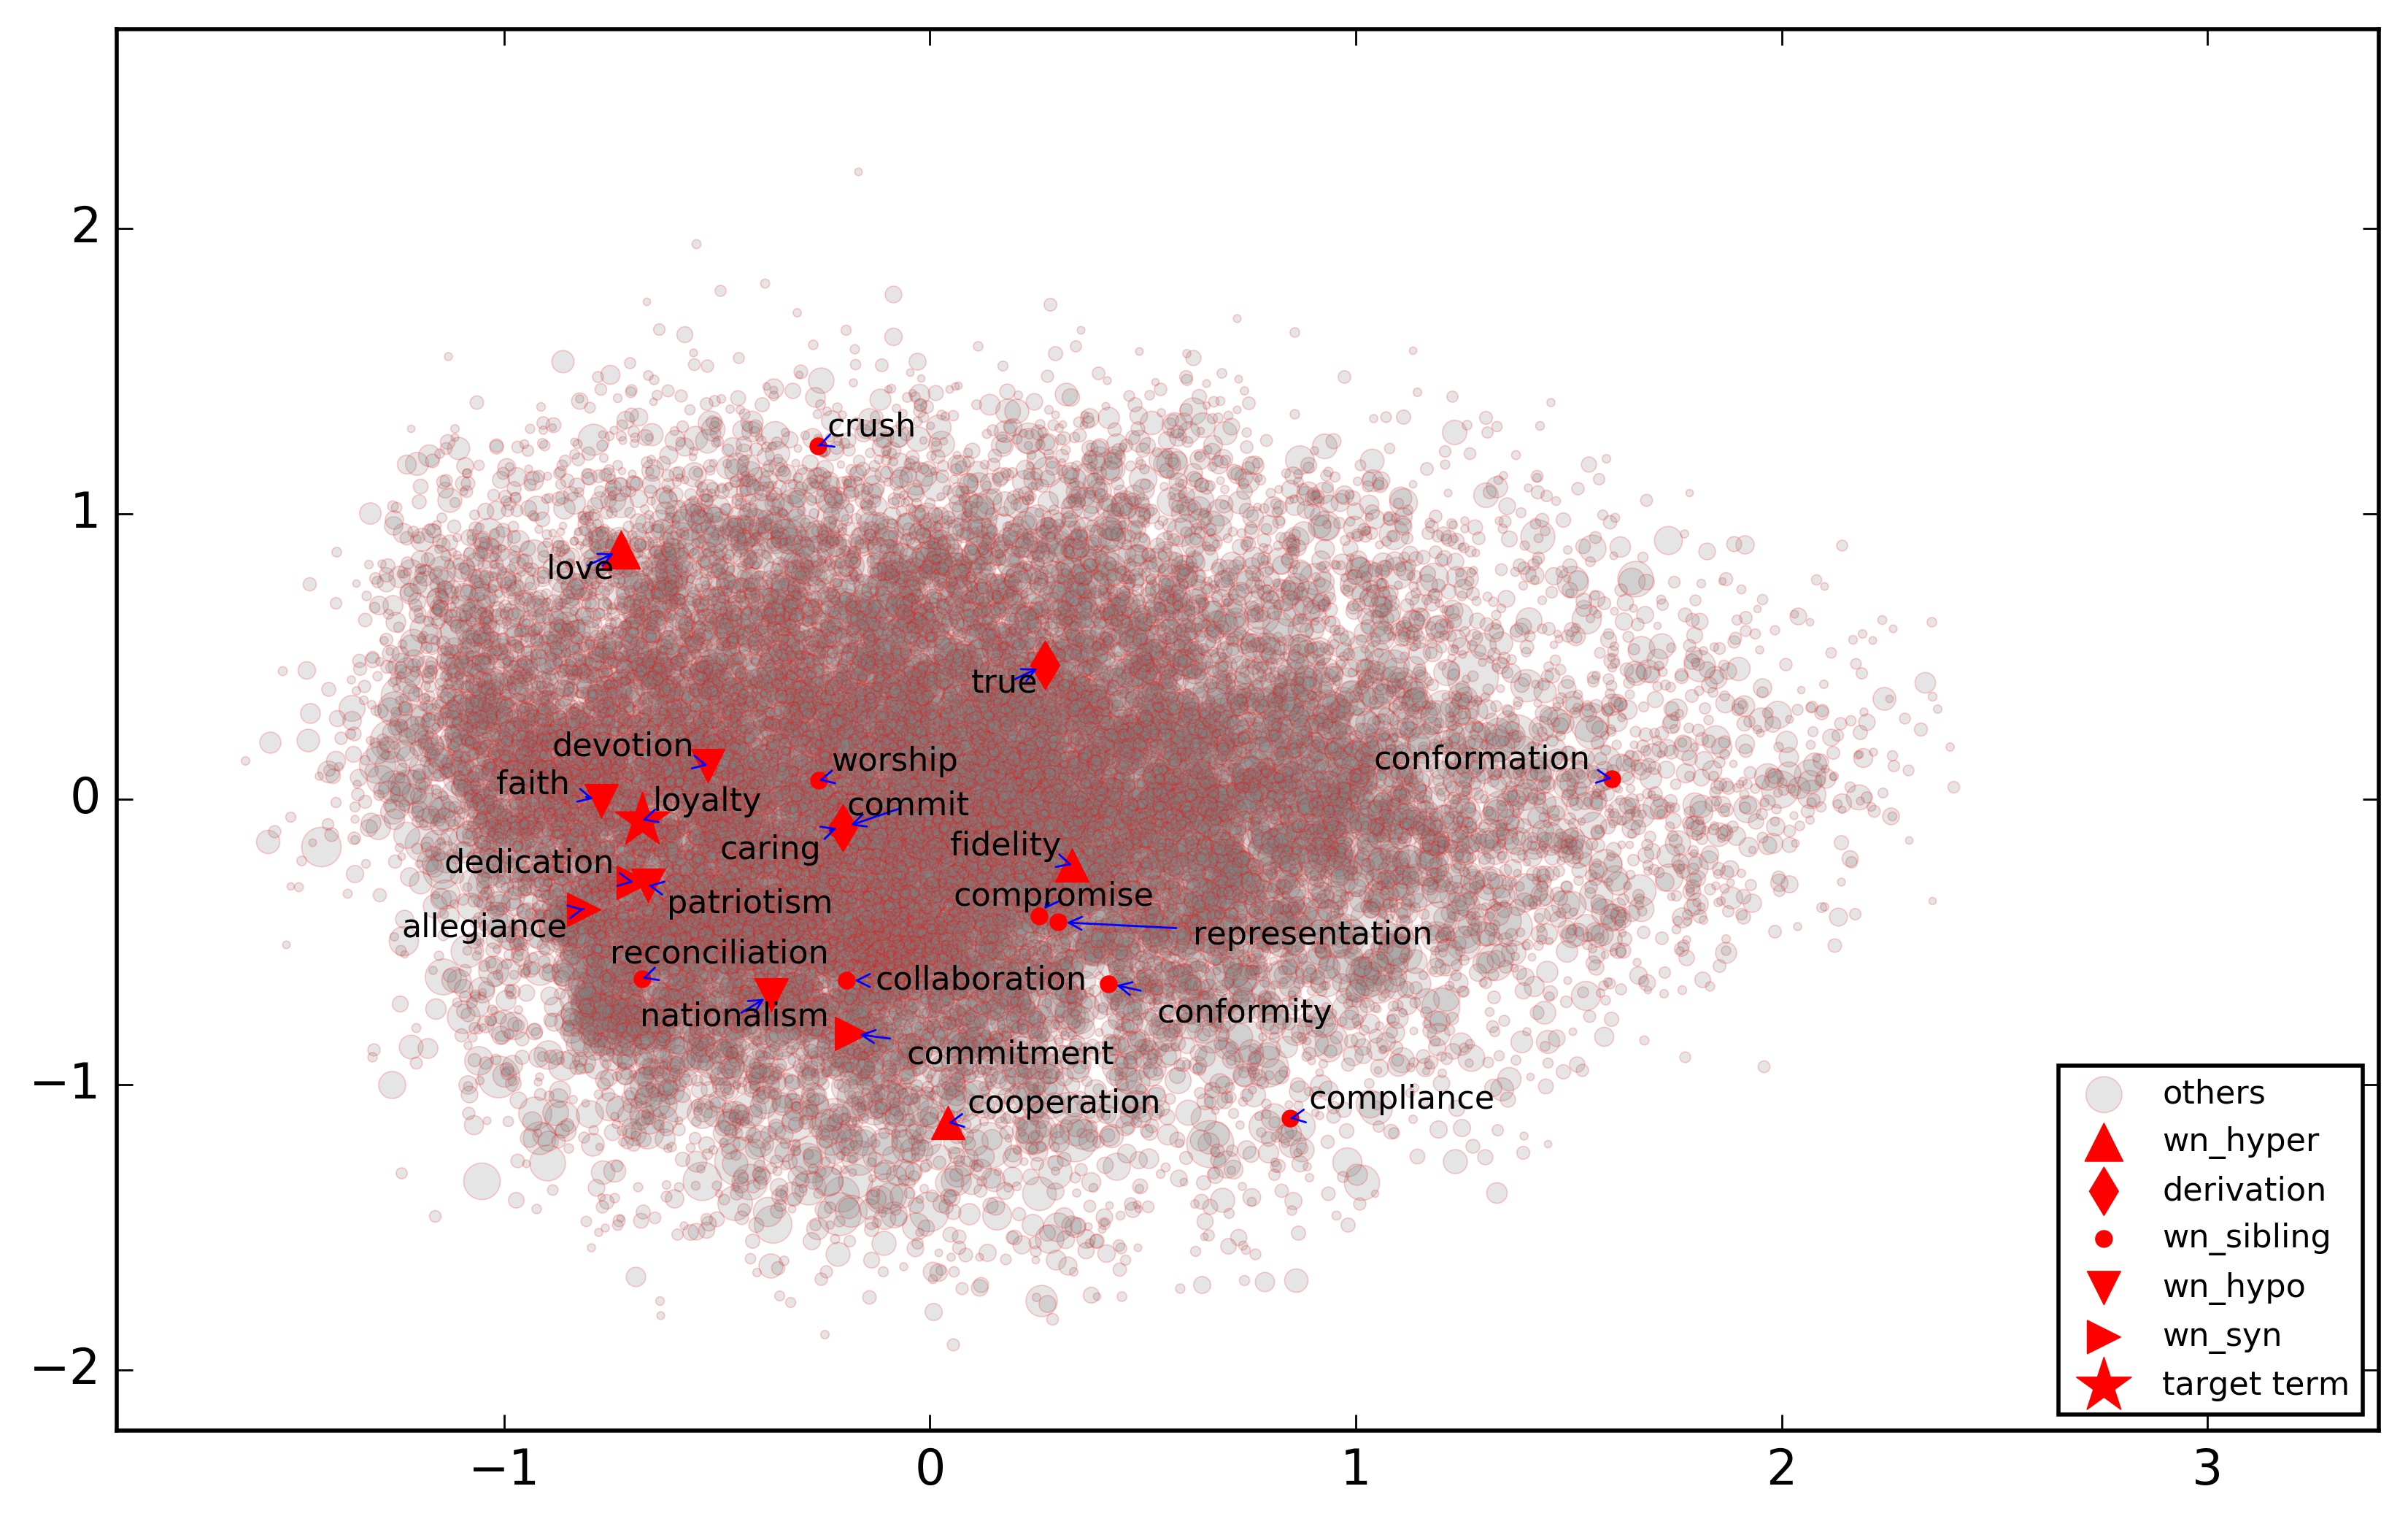 2
1
0
−1
−2
crush
love
true
devotion
worship
conformation
faith
loyalty
commit
caring
fidelity
dedication
compromise
patriotism
allegiance
representation
reconciliation
collaboration
nationalism
conformity
commitment
cooperation
compliance
others
wn_hyper
derivation
wn_sibling
wn_hypo
wn_syn
target term
−1 0 1 2 3